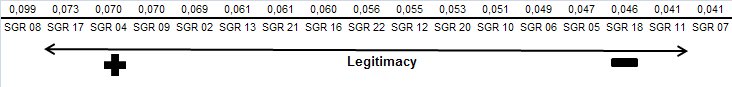 0,099 0,073 0,070 0,070 0,069 0,061 0,061 0,060 0,056 0,055 0,053 0,051 0,049 0,047 0,046 0,041 0,041
SGR 08 SGR 17 SGR 04 SGR 09 SGR 02 SGR 13 SGR 21 SGR 16 SGR 22 SGR 12 SGR 20 SGR 10 SGR 06 SGR 05 SGR 18 SGR 11 SGR 07
Legitimacy